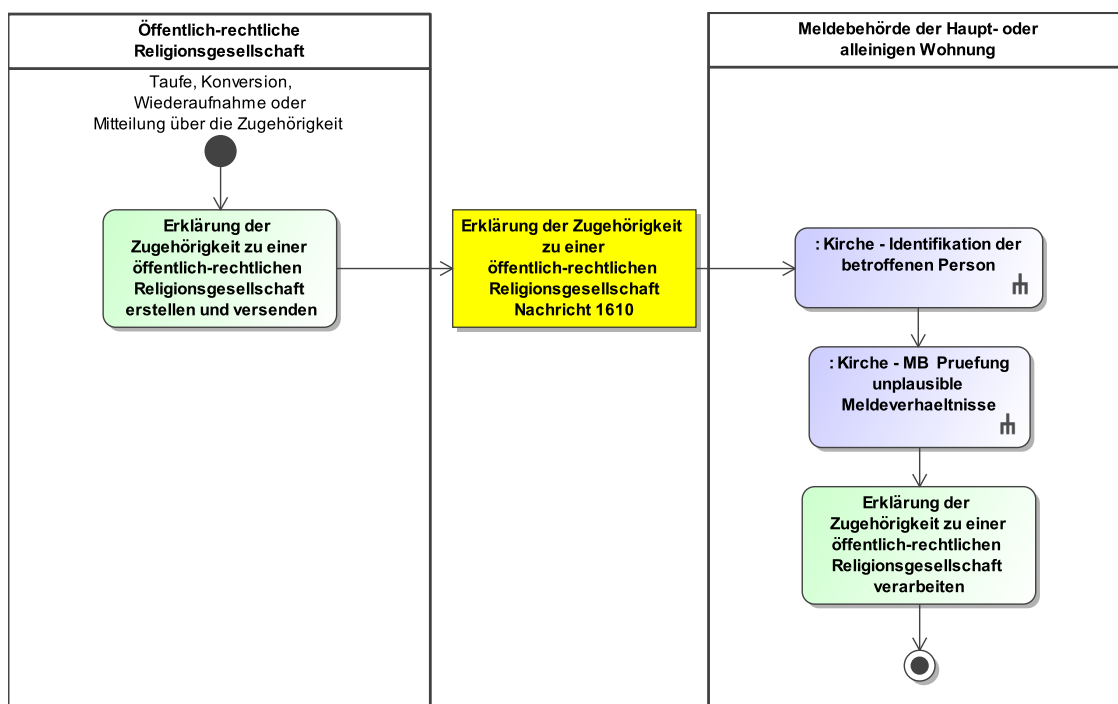 Öffentlich-rechtliche
Religionsgesellschaft
Taufe, Konversion,
Wiederaufnahme oder
Mitteilung über die Zugehörigkeit
Erklärung der
Zugehörigkeit zu einer
öffentlich-rechtlichen
Religionsgesellschaft
erstellen und versenden
Erklärung der Zugehörigkeit
zu einer
öffentlich-rechtlichen
Religionsgesellschaft
Nachricht 1610
Meldebehörde der Haupt- oder
alleinigen Wohnung
: Kirche - Identifikation der
betroffenen Person
: Kirche - MB Pruefung
unplausible
Meldeverhaeltnisse
Erklärung der
Zugehörigkeit zu einer
öffentlich-rechtlichen
Religionsgesellschaft
verarbeiten